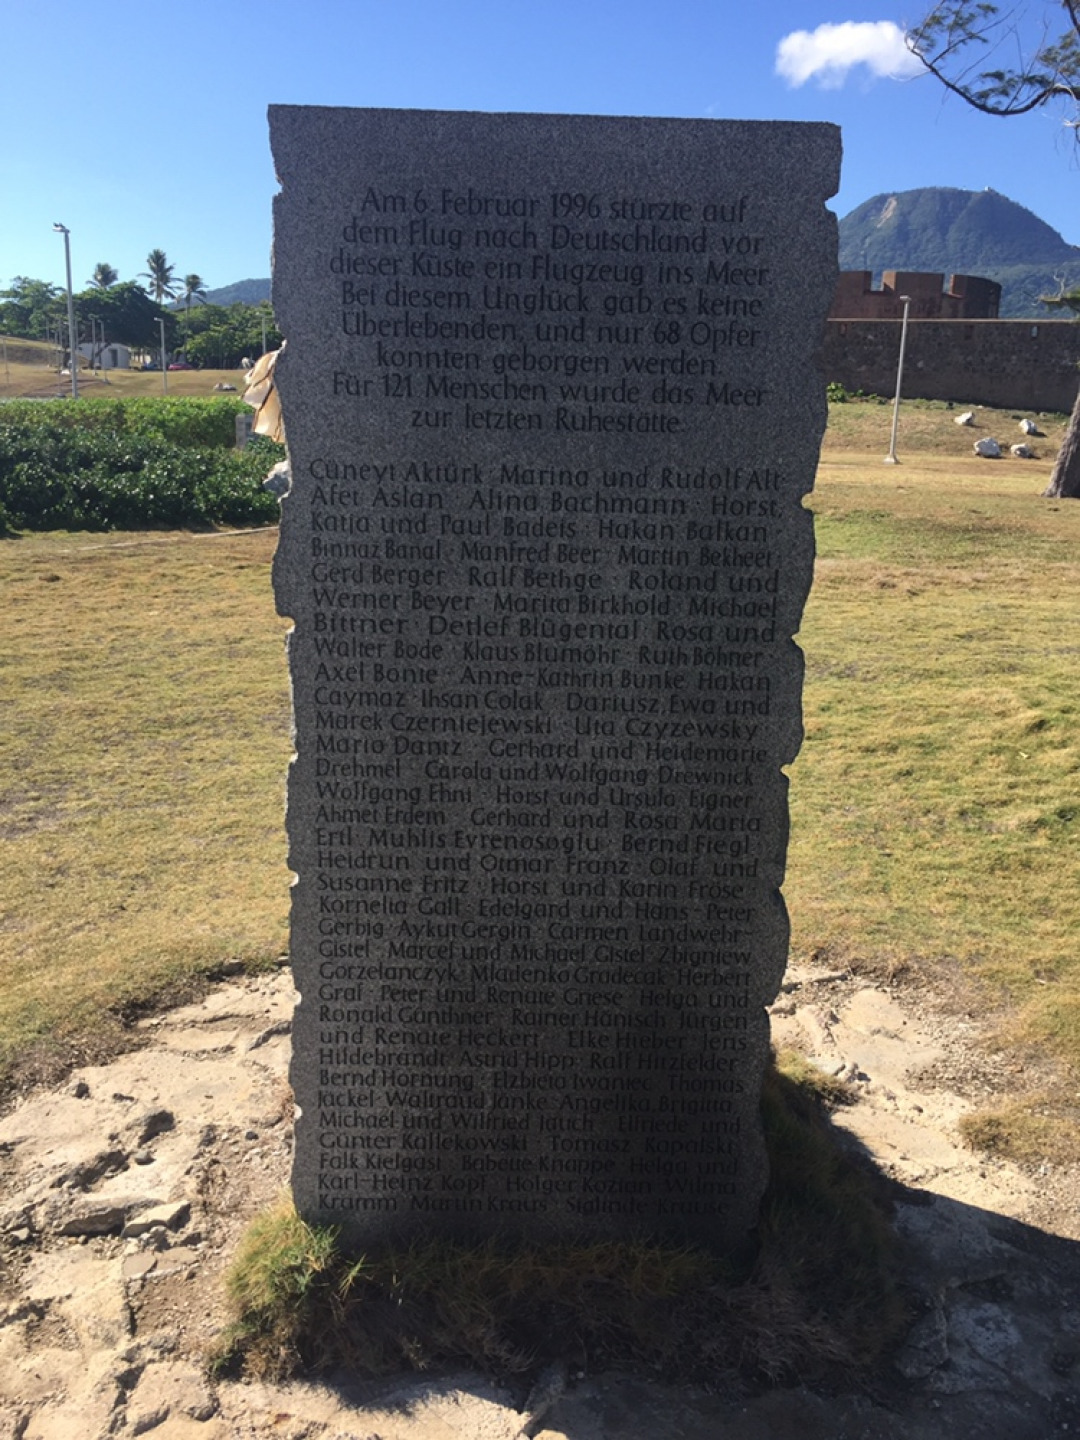 Am 6. Februar 1996 stürzte auf
dem Flug nach Deutschland vor
dieser Küste ein Flugzeug ins Meer.
Bei diesem Unglück gab es keine
Überlebenden, und nur 68 Opfer
konnten geborgen werden.
Für 121 Menschen wurde das Meer
zur letzten Ruhestätte.
Cüneyt Aktürk · Marina und Rudolf Alt
Afet Aslan · Alina Bachmann · Horst,
Katja und Paul Badeis · Hakan Balkan
Binnaz Banal · Manfred Beer · Martin Bekheet
Gerd Berger · Ralf Bethge · Roland und
Werner Beyer · Marita Birkhold · Michael
Bittner · Detlef Blügental · Rosa und
Walter Bode · Klaus Blumöhr · Ruth Böhner
Axel Bonte · Anne-Kathrin Bunke · Hakan
Caymaz · Ihsan Colak · Dariusz, Ewa und
Marek Czerniejewski · Uta Czyzewsky
Mario Dantz · Gerhard und Heidemarie
Drehmel · Carola und Wolfgang Drewnick
Wolfgang Ehni · Horst und Ursula Eigner
Ahmet Erdem · Gerhard und Rosa Maria
Ertl · Muhlis Evrenosoglu · Bernd Fiegl
Heidrun und Otmar Franz · Olaf und
Susanne Fritz · Horst und Karin Fröse
Kornelia Gall · Edelgard und Hans-Peter
Gerbig · Aykut Gergin · Carmen Landwehr-
Gistel · Marcel und Michael Gistel · Zbigniew
Gorzelanczyk · Mladenko Gradecak · Herbert
Graf · Peter und Renate Griese · Helga und
Ronald Günthner · Rainer Hänisch · Jürgen
und Renate Heckert · Elke Hieber · Jens
Hildebrandt · Astrid Hipp · Ralf Hitzfelder
Bernd Hornung · Elzbieta Iwaniec · Thomas
Jäckel · Waltraud Janke · Angelika, Brigitta,
Michael und Wilfried Jauch · Elfriede und
Günter Kallekowski · Tomasz Kapalski
Falk Kielgast · Babette Knappe · Helga und
Karl-Heinz Kopf · Holger Kozian · Wilma
Kramm · Martin Kraus · Siglinde Krause